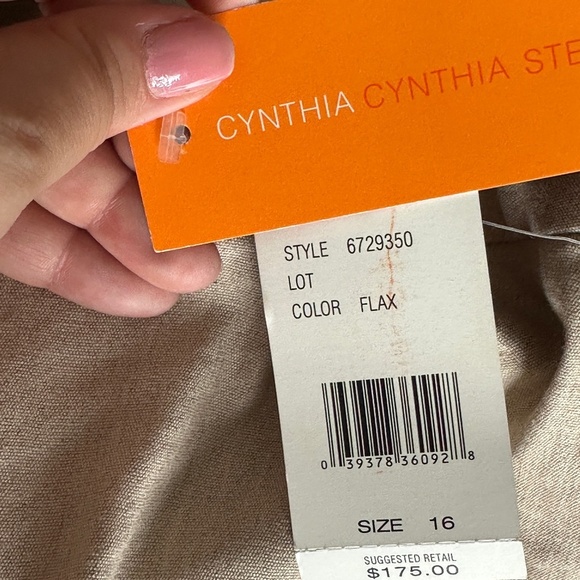 CYNTHIA CYNTHIA STE
STYLE 6729350
LOT
COLOR FLAX
0 39378 36092 8
SIZE 16
SUGGESTED RETAIL
$175.00